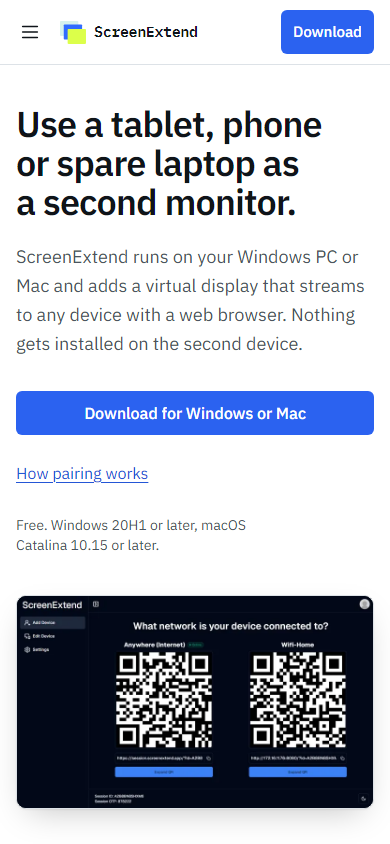 ScreenExtend
Download
Use a tablet, phone
or spare laptop as
a second monitor.
ScreenExtend runs on your Windows PC or
Mac and adds a virtual display that streams
to any device with a web browser. Nothing
gets installed on the second device.
Download for Windows or Mac
How pairing works
Free. Windows 20H1 or later, macOS
Catalina 10.15 or later.
ScreenExtend
Add Device
Edit Device
Settings
What network is your device connected to?
Anywhere (Internet)
Wifi-Home